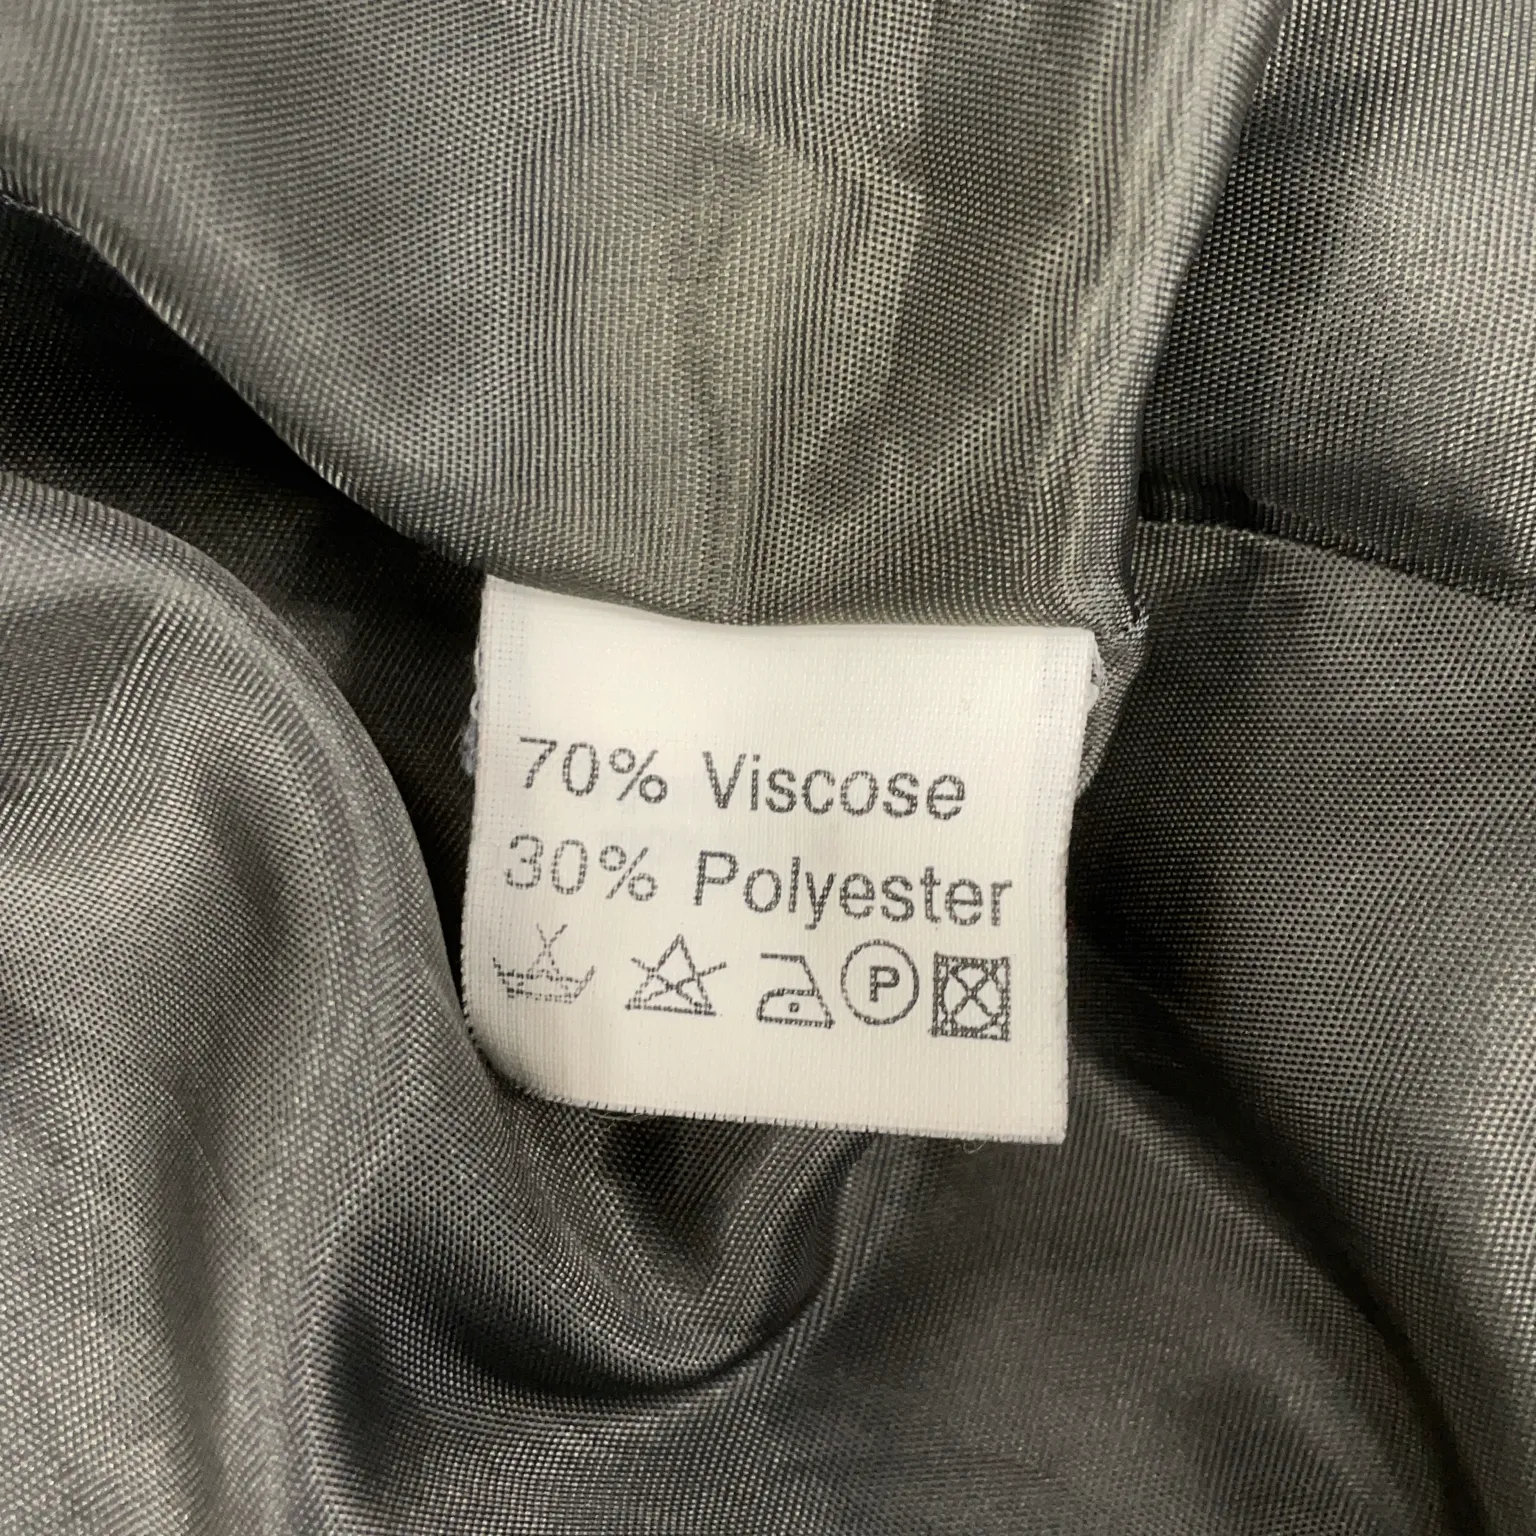 70% Viscose
30% Polyester
P